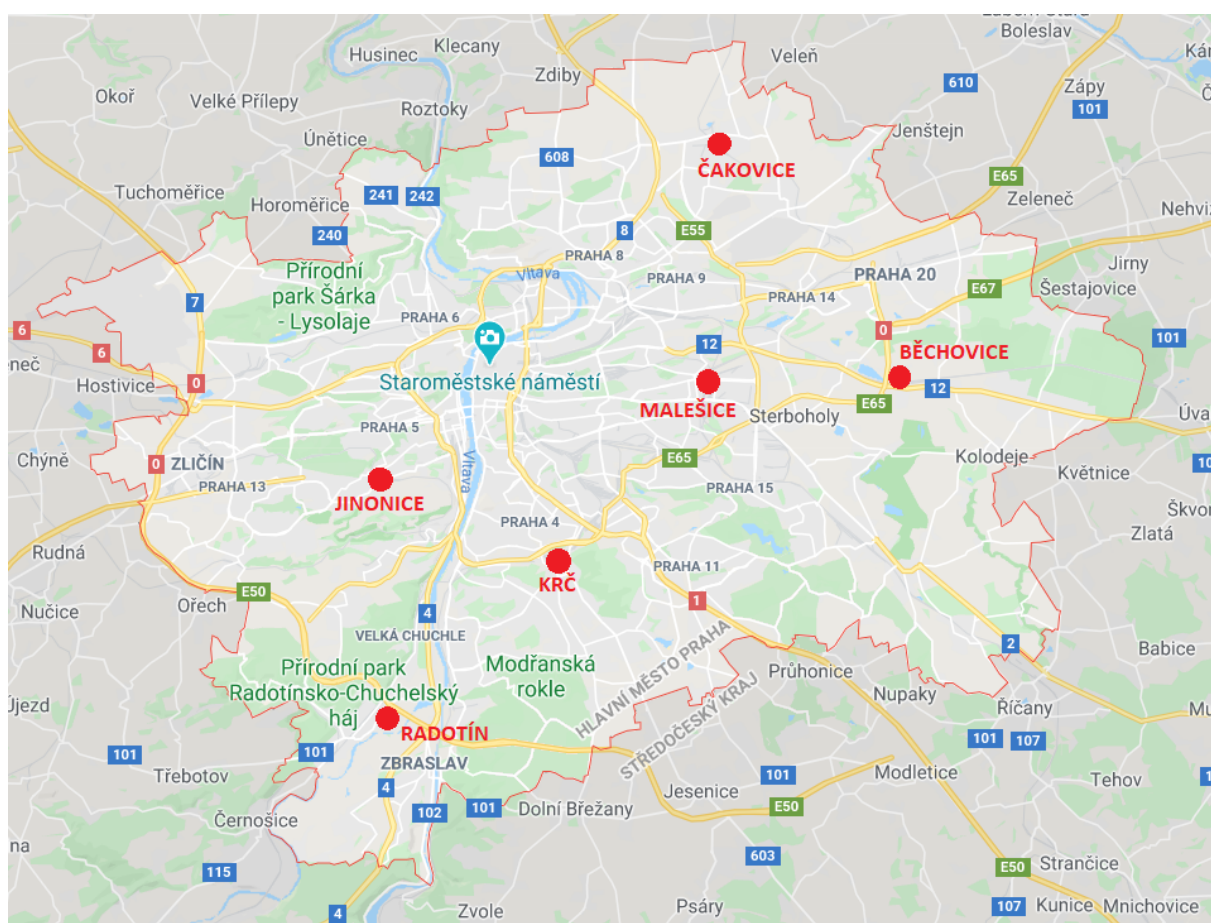 Klecany
Husinec
Zdiby
Veleň
Boleslav
Okoř
Velké Přílepy
Roztoky
610
Zápy
101
Únětice
608
ČAKOVICE
Jenštejn
E65
Tuchoměřice
241
242
Zeleneč
Horoměřice
240
8
E55
Nehviz
Přírodní
park Šárka
- Lysolaje
PRAHA 8
Vltava
PRAHA 9
PRAHA 20
Jirny
7
E67
Šestajovice
PRAHA 14
PRAHA 6
6
6
0
101
12
BĚCHOVICE
Hostivice
0
Staroměstské náměstí
12
MALEŠICE
E65
Sterboholy
PRAHA 5
Chýně
ZLIČÍN
0
PRAHA 13
Vltava
E65
Kolodeje
Květnice
JINONICE
PRAHA 15
PRAHA 4
Zlatá
Rudná
KRČ
PRAHA 11
E50
Ořech
Nučice
4
1
VELKÁ CHUCHLE
2
Babice
Přírodní park
Radotínsko-Chuchelský
háj
Modřanská
rokle
HLAVNÍ MĚSTO PRAHA
STŘEDOČESKÝ KRAJ
Průhonice
Nupaky
Říčany
RADOTÍN
101
101
101
107
Třebotov
ZBRASLAV
4
101
Modletice
Tehov
Jesenice
E50
102
101
Dolní Břežany
Černošice
115
603
Strančice
E50
4
Zvole
Psáry
107
Kunice
Mnichovice